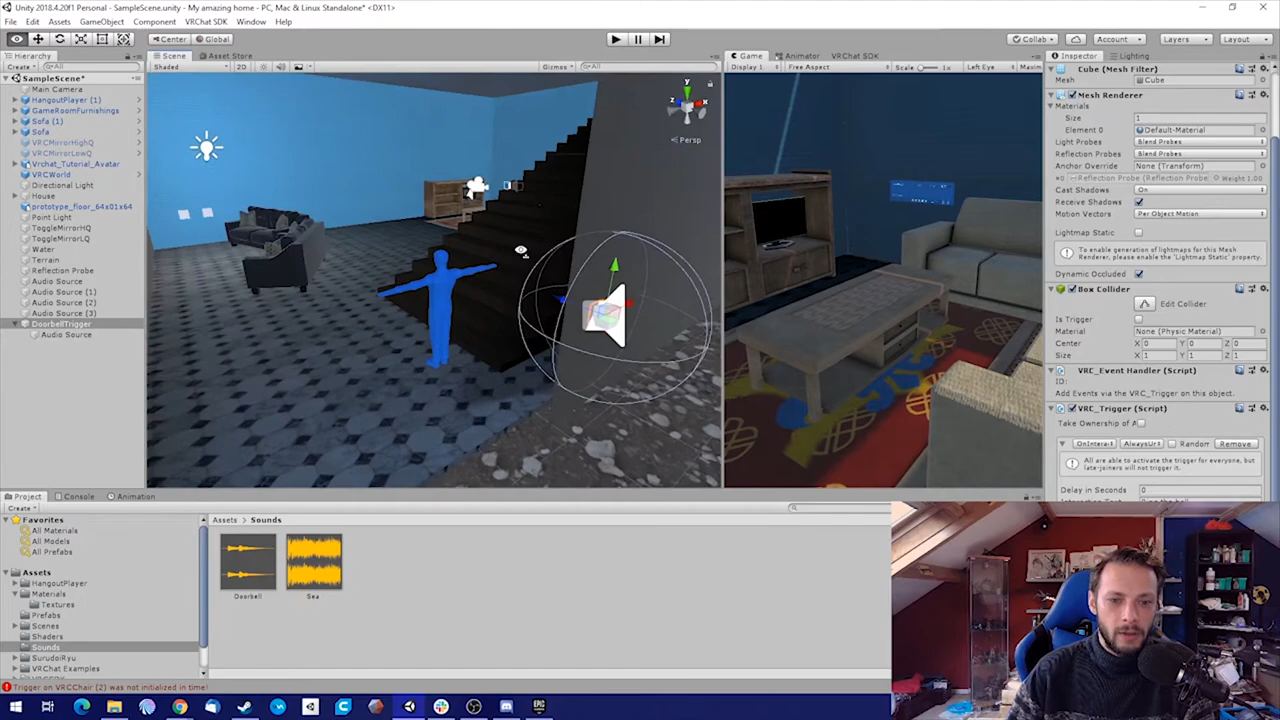 Unity 2018.4.20f1 Personal - SampleScene.unity - My amazing home - PC, Mac & Linux Standalone* <DX11>
File Edit Assets GameObject Component VRChat SDK Window Help
Center Global
Collab Account Layers Layout
Hierarchy
Create All
SampleScene*
Main Camera
HangoutPlayer (1)
GameRoomFurnishings
Sofa (1)
Sofa
VRCMirrorHighQ
VRCMirrorLowQ
Vrchat_Tutorial_Avatar
VRCWorld
Directional Light
House
prototype_floor_64x01x64
Point Light
ToggleMirrorHQ
ToggleMirrorLQ
Water
Terrain
Reflection Probe
Audio Source
Audio Source (1)
Audio Source (2)
Audio Source (3)
DoorbellTrigger
Audio Source
Scene Asset Store
Shaded 2D Gizmos All
y
z x
Persp
Game Animator VRChat SDK
Display 1 Free Aspect Scale 1x Left Eye Maxim
Inspector Lighting
Cube (Mesh Filter)
Mesh Cube
Mesh Renderer
Materials
Size 1
Element 0 Default-Material
Light Probes Blend Probes
Reflection Probes Blend Probes
Anchor Override None (Transform)
Reflection Probe (Reflection Probe Weight 1.00
Cast Shadows On
Receive Shadows
Motion Vectors Per Object Motion
Lightmap Static
To enable generation of lightmaps for this Mesh
Renderer, please enable the 'Lightmap Static' property.
Dynamic Occluded
Box Collider
Edit Collider
Is Trigger
Material None (Physic Material)
Center X 0 Y 0 Z 0
Size X 1 Y 1 Z 1
VRC_Event Handler (Script)
ID:
Add Events via the VRC_Trigger on this object.
VRC_Trigger (Script)
Take Ownership of A
OnIntera AlwaysUn Random Remove
All are able to activate the trigger for everyone, but
late-joiners will not trigger it.
Delay in Seconds 0
Project Console Animation
Create
Favorites
All Materials
All Models
All Prefabs
Assets
HangoutPlayer
Materials
Textures
Prefabs
Scenes
Shaders
Sounds
SurudoiRyu
VRChat Examples
Assets > Sounds
Doorbell Sea
Trigger on VRCChair (2) was not initialized in time!